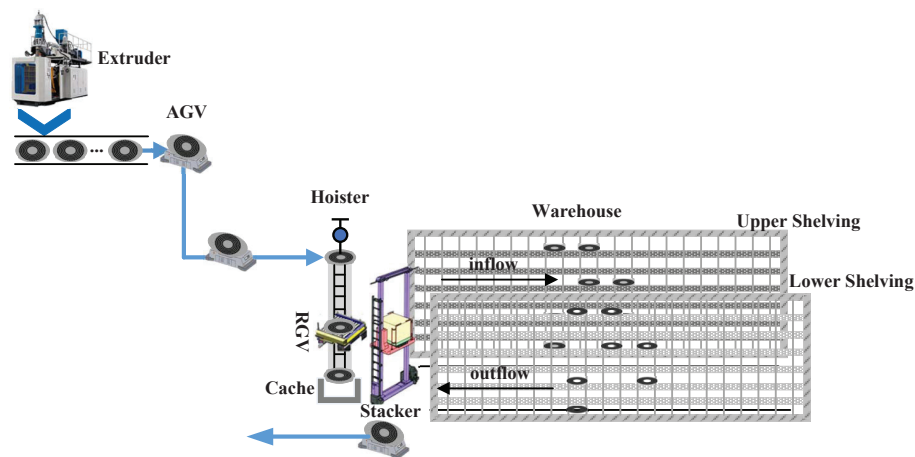 Extruder
AGV
...
Hoister
Warehouse
Upper Shelving
inflow
Lower Shelving
RGV
outflow
Cache
Stacker